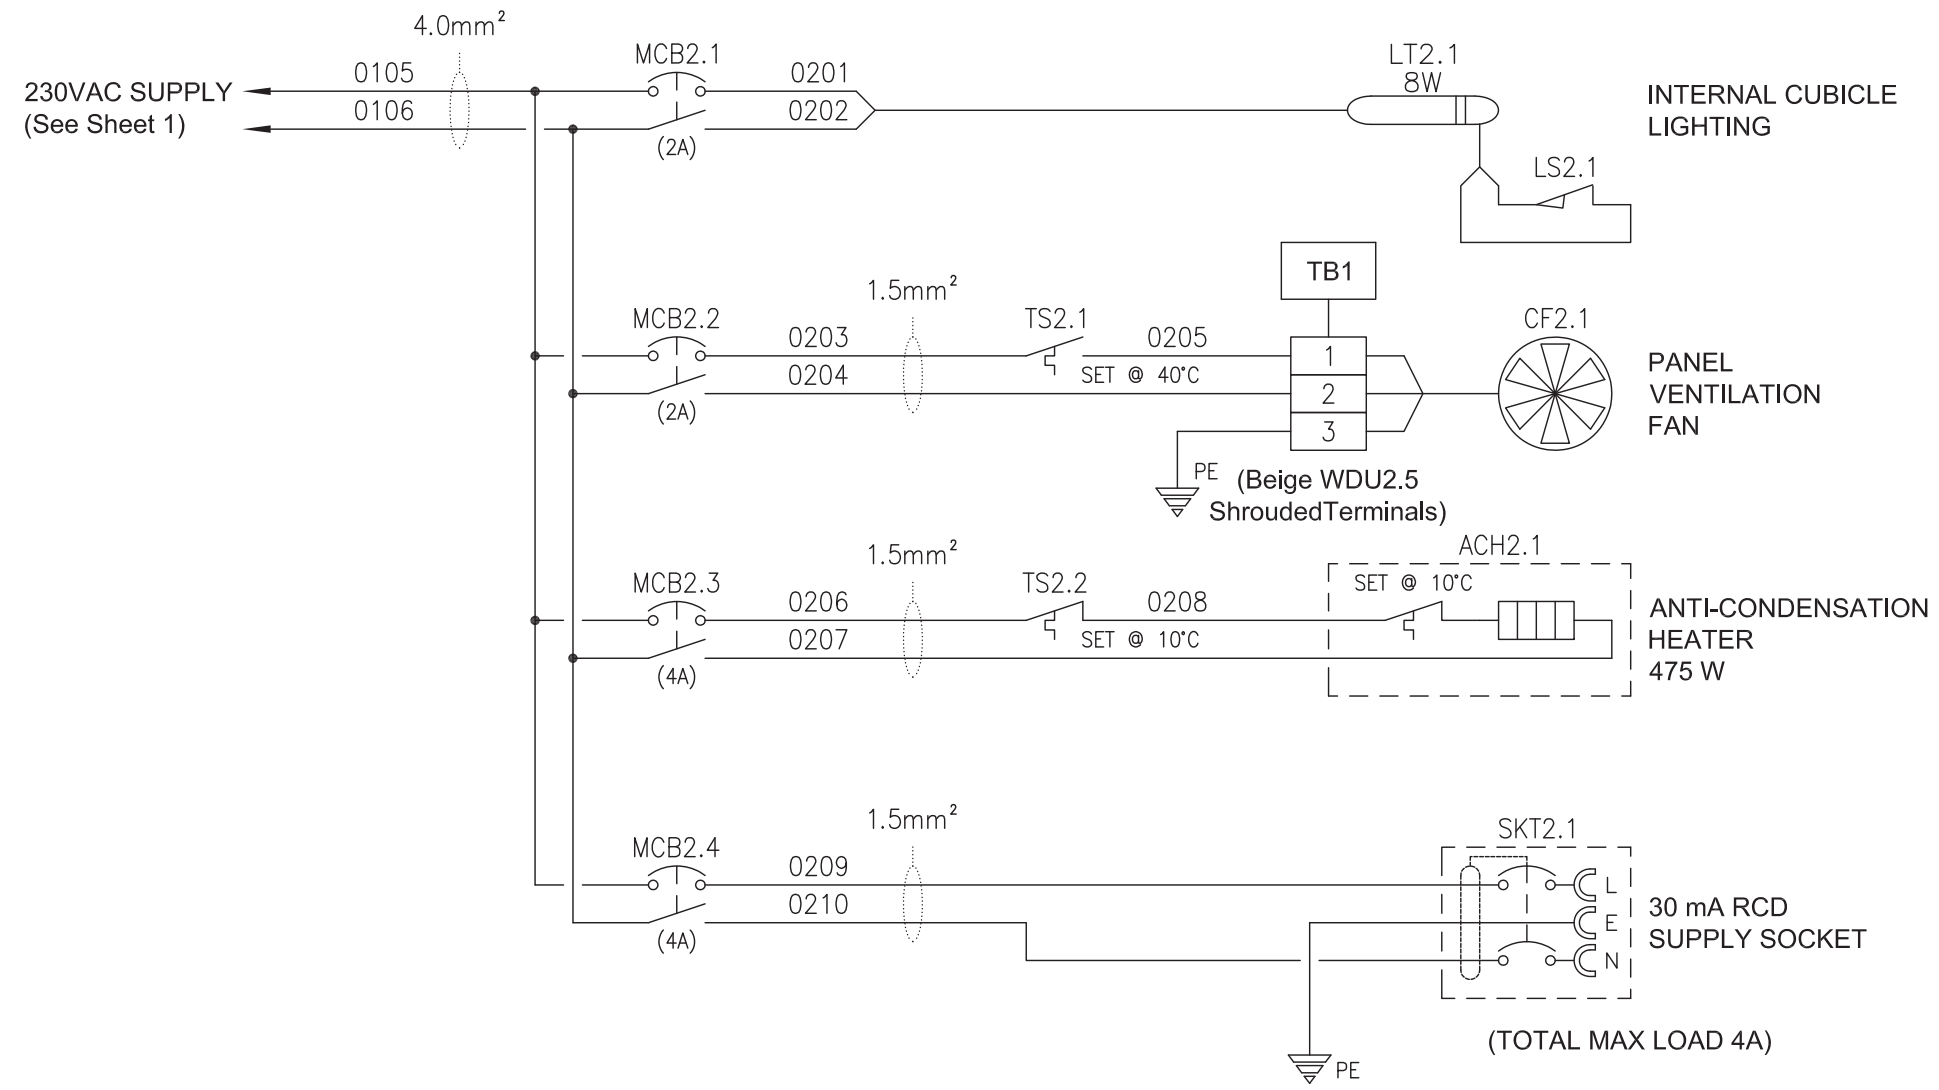 4.0mm²
230VAC SUPPLY
(See Sheet 1)
0105
0106
MCB2.1
(2A)
0201
0202
LT2.1
8W
LS2.1
INTERNAL CUBICLE
LIGHTING
MCB2.2
(2A)
0203
0204
1.5mm²
TS2.1
SET @ 40°C
0205
TB1
1
2
3
PE
(Beige WDU2.5
ShroudedTerminals)
CF2.1
PANEL
VENTILATION
FAN
MCB2.3
(4A)
0206
0207
1.5mm²
TS2.2
SET @ 10°C
0208
ACH2.1
SET @ 10°C
ANTI-CONDENSATION
HEATER
475 W
MCB2.4
(4A)
0209
0210
1.5mm²
SKT2.1
L
E
N
30 mA RCD
SUPPLY SOCKET
(TOTAL MAX LOAD 4A)
PE